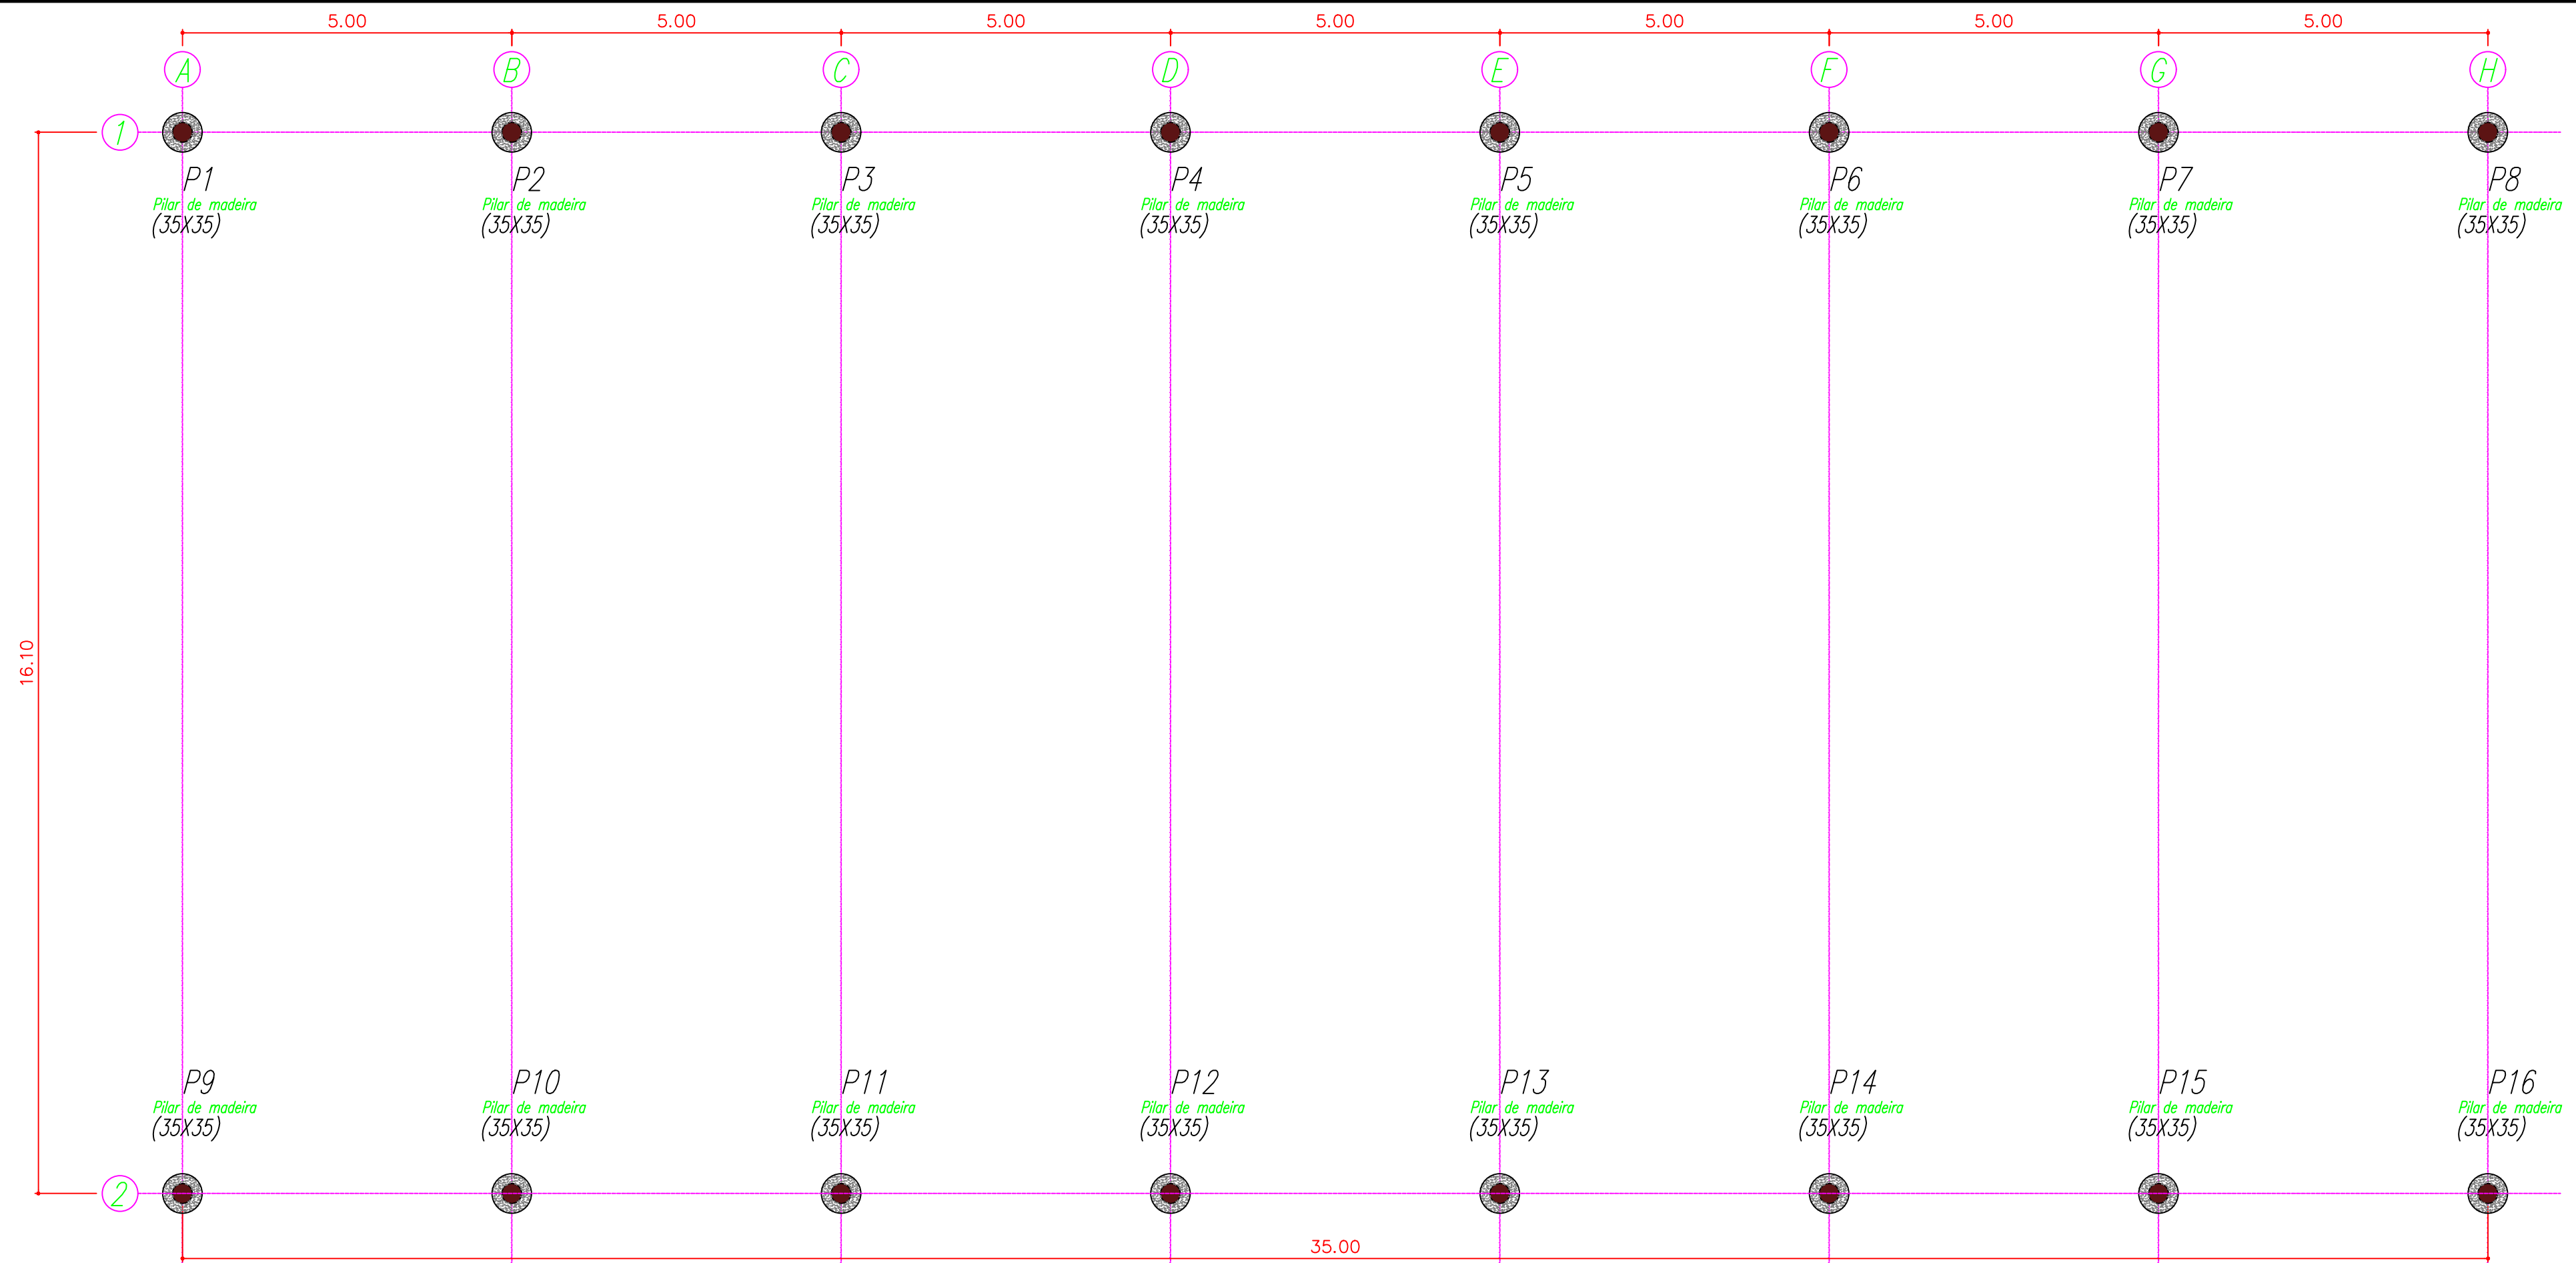 5.00 5.00 5.00 5.00 5.00 5.00 5.00
A B C D E F G H
1
P1 P2 P3 P4 P5 P6 P7 P8
Pilar de madeira Pilar de madeira Pilar de madeira Pilar de madeira Pilar de madeira Pilar de madeira Pilar de madeira Pilar de madeira
(35X35) (35X35) (35X35) (35X35) (35X35) (35X35) (35X35) (35X35)
16.10
P9 P10 P11 P12 P13 P14 P15 P16
Pilar de madeira Pilar de madeira Pilar de madeira Pilar de madeira Pilar de madeira Pilar de madeira Pilar de madeira Pilar de madeira
(35X35) (35X35) (35X35) (35X35) (35X35) (35X35) (35X35) (35X35)
2
35.00